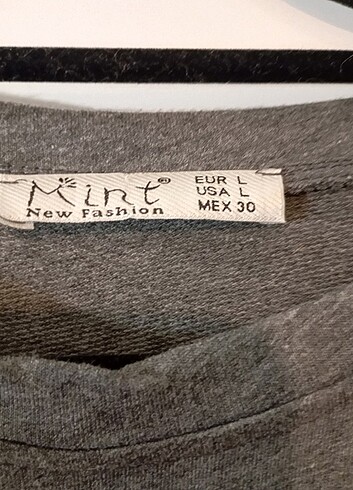 Mint®
New Fashion
EUR L
USA L
MEX 30